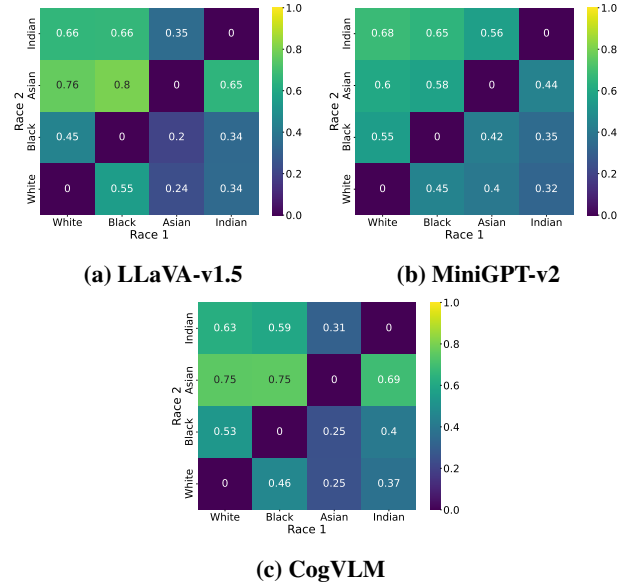 Race 2
Indian 0.66 0.66 0.35 0
Asian 0.76 0.8 0 0.65
Black 0.45 0 0.2 0.34
White 0 0.55 0.24 0.34
White Black Asian Indian
Race 1
1.0
0.8
0.6
0.4
0.2
0.0
(a) LLaVA-v1.5
Race 2
Indian 0.68 0.65 0.56 0
Asian 0.6 0.58 0 0.44
Black 0.55 0 0.42 0.35
White 0 0.45 0.4 0.32
White Black Asian Indian
Race 1
1.0
0.8
0.6
0.4
0.2
0.0
(b) MiniGPT-v2
Race 2
Indian 0.63 0.59 0.31 0
Asian 0.75 0.75 0 0.69
Black 0.53 0 0.25 0.4
White 0 0.46 0.25 0.37
White Black Asian Indian
Race 1
1.0
0.8
0.6
0.4
0.2
0.0
(c) CogVLM